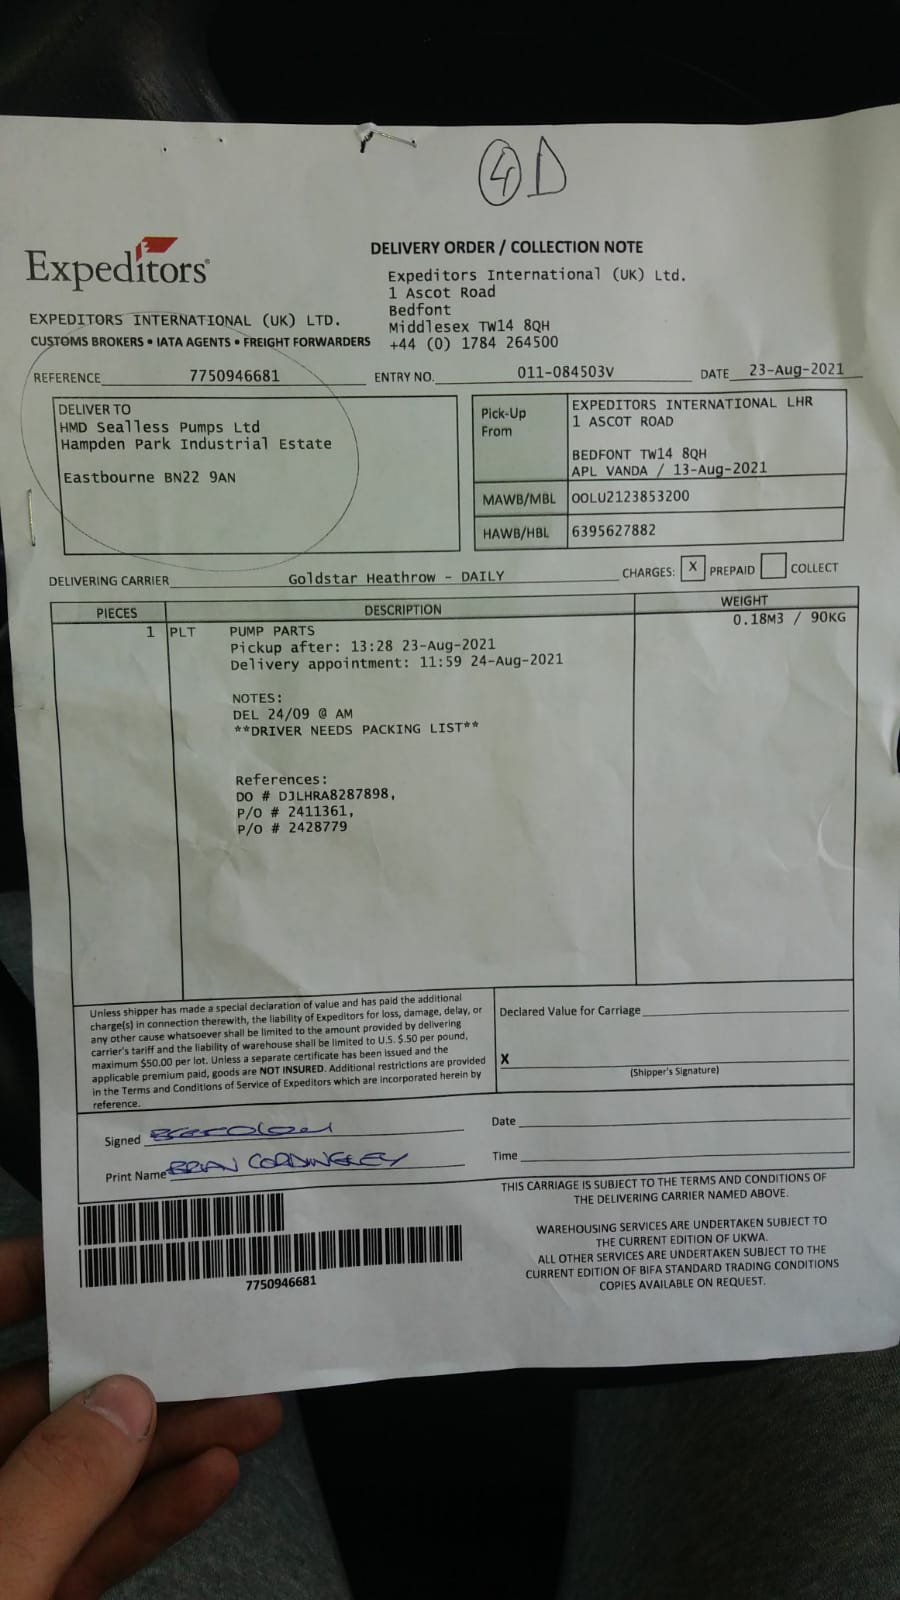 4 D
Expeditors
DELIVERY ORDER / COLLECTION NOTE
Expeditors International (UK) Ltd.
1 Ascot Road
Bedfont
Middlesex TW14 8QH
+44 (0) 1784 264500
EXPEDITORS INTERNATIONAL (UK) LTD.
CUSTOMS BROKERS • IATA AGENTS • FREIGHT FORWARDERS
REFERENCE 7750946681 ENTRY NO. 011-084503V DATE 23-Aug-2021
DELIVER TO
HMD Sealless Pumps Ltd
Hampden Park Industrial Estate
Eastbourne BN22 9AN
Pick-Up From
EXPEDITORS INTERNATIONAL LHR
1 ASCOT ROAD
BEDFONT TW14 8QH
APL VANDA / 13-Aug-2021
MAWB/MBL OOLU2123853200
HAWB/HBL 6395627882
DELIVERING CARRIER Goldstar Heathrow - DAILY CHARGES: X PREPAID COLLECT
PIECES DESCRIPTION WEIGHT
1 PLT PUMP PARTS 0.18M3 / 90KG
Pickup after: 13:28 23-Aug-2021
Delivery appointment: 11:59 24-Aug-2021
NOTES:
DEL 24/09 @ AM
**DRIVER NEEDS PACKING LIST**
References:
DO # DJLHRA8287898,
P/O # 2411361,
P/O # 2428779
Unless shipper has made a special declaration of value and has paid the additional
charge(s) in connection therewith, the liability of Expeditors for loss, damage, delay, or
any other cause whatsoever shall be limited to the amount provided by delivering
carrier's tariff and the liability of warehouse shall be limited to U.S. $.50 per pound,
maximum $50.00 per lot. Unless a separate certificate has been issued and the
applicable premium paid, goods are NOT INSURED. Additional restrictions are provided
in the Terms and Conditions of Service of Expeditors which are incorporated herein by
reference.
Declared Value for Carriage
X
(Shipper's Signature)
Signed
Print Name BRIAN CORDINGLEY
Date
Time
THIS CARRIAGE IS SUBJECT TO THE TERMS AND CONDITIONS OF
THE DELIVERING CARRIER NAMED ABOVE.
WAREHOUSING SERVICES ARE UNDERTAKEN SUBJECT TO
THE CURRENT EDITION OF UKWA.
ALL OTHER SERVICES ARE UNDERTAKEN SUBJECT TO THE
CURRENT EDITION OF BIFA STANDARD TRADING CONDITIONS
COPIES AVAILABLE ON REQUEST.
7750946681